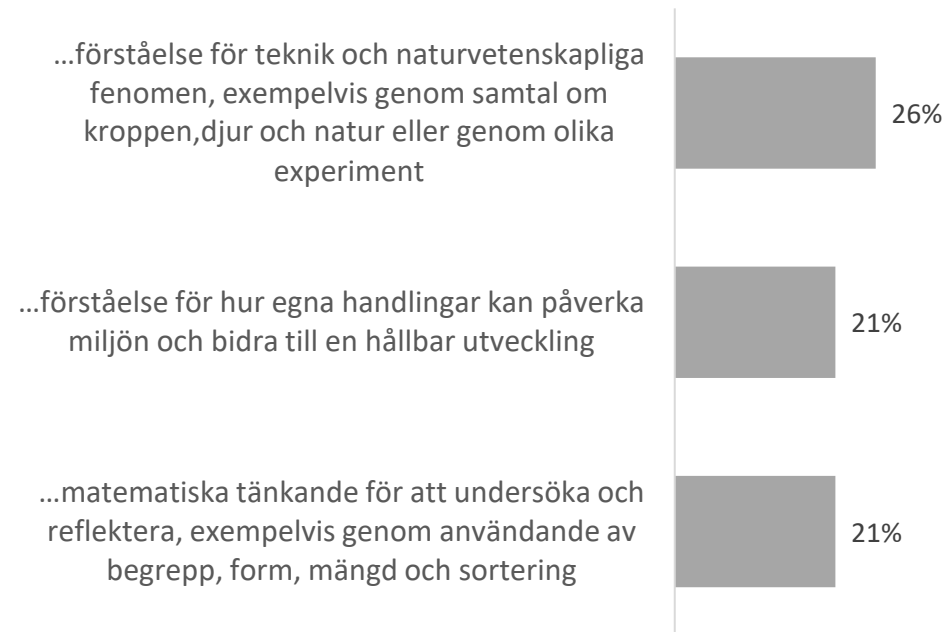 ...förståelse för teknik och naturvetenskapliga
fenomen, exempelvis genom samtal om
kroppen,djur och natur eller genom olika
experiment
26%
...förståelse för hur egna handlingar kan påverka
miljön och bidra till en hållbar utveckling
21%
...matematiska tänkande för att undersöka och
reflektera, exempelvis genom användande av
begrepp, form, mängd och sortering
21%